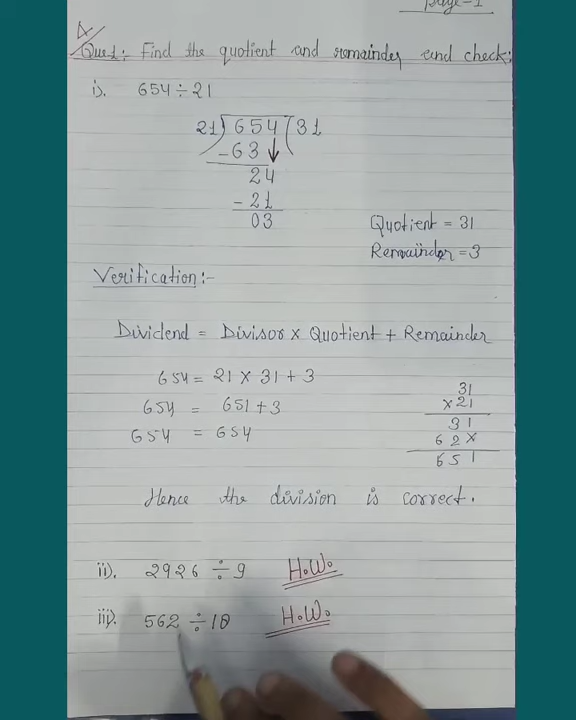 Page-1
Ques:- Find the quotient and remainder and check:
i). 654 ÷ 21
21) 654 (31
-63
24
-21
03
Quotient = 31
Remainder = 3
Verification:-
Dividend = Divisor x Quotient + Remainder
654 = 21 x 31 + 3
654 = 651 + 3
654 = 654
31
x21
31
62x
651
Hence the division is correct.
ii). 2926 ÷ 9 H.W.
iii). 562 ÷ 18 H.W.